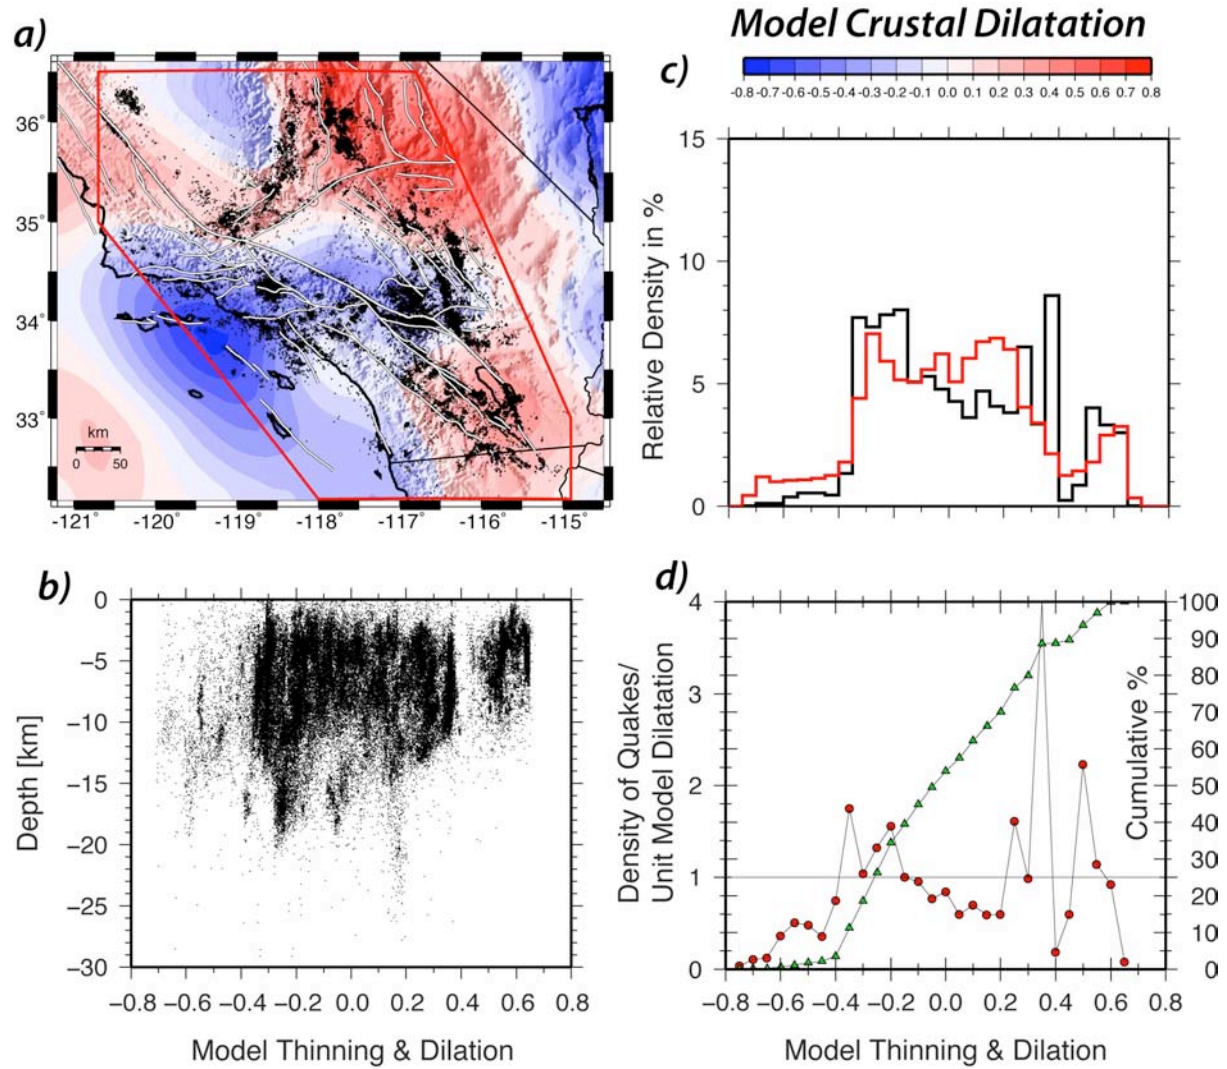 a)
Model Crustal Dilatation
c)
-0.8 -0.7 -0.6 -0.5 -0.4 -0.3 -0.2 -0.1 0.0 0.1 0.2 0.3 0.4 0.5 0.6 0.7 0.8
36°
35°
34°
33°
km
0 50
-121° -120° -119° -118° -117° -116° -115°
15
10
5
0
Relative Density in %
b)
0
−5
−10
−15
−20
−25
−30
Depth [km]
−0.8 −0.6 −0.4 −0.2 0.0 0.2 0.4 0.6 0.8
Model Thinning & Dilation
d)
4
3
2
1
0
Density of Quakes/
Unit Model Dilatation
100
90
80
70
60
50
40
30
20
10
0
Cumulative %
−0.8 −0.6 −0.4 −0.2 0.0 0.2 0.4 0.6 0.8
Model Thinning & Dilation